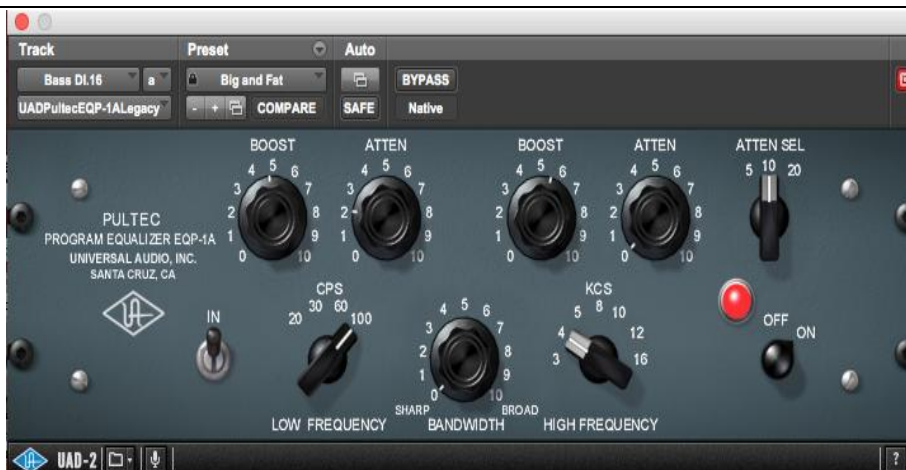 Track Preset Auto
Bass DI.16 a Big and Fat BYPASS
UADPultecEQP-1ALegacy - + COMPARE SAFE Native
BOOST ATTEN BOOST ATTEN ATTEN SEL
0 1 2 3 4 5 6 7 8 9 10
0 1 2 3 4 5 6 7 8 9 10
0 1 2 3 4 5 6 7 8 9 10
0 1 2 3 4 5 6 7 8 9 10
5 10 20
PULTEC
PROGRAM EQUALIZER EQP-1A
UNIVERSAL AUDIO, INC.
SANTA CRUZ, CA
UA
IN
CPS
20 30 60 100
LOW FREQUENCY
0 1 2 3 4 5 6 7 8 9 10
SHARP BROAD
BANDWIDTH
KCS
3 4 5 8 10 12 16
HIGH FREQUENCY
OFF ON
UAD-2 ?